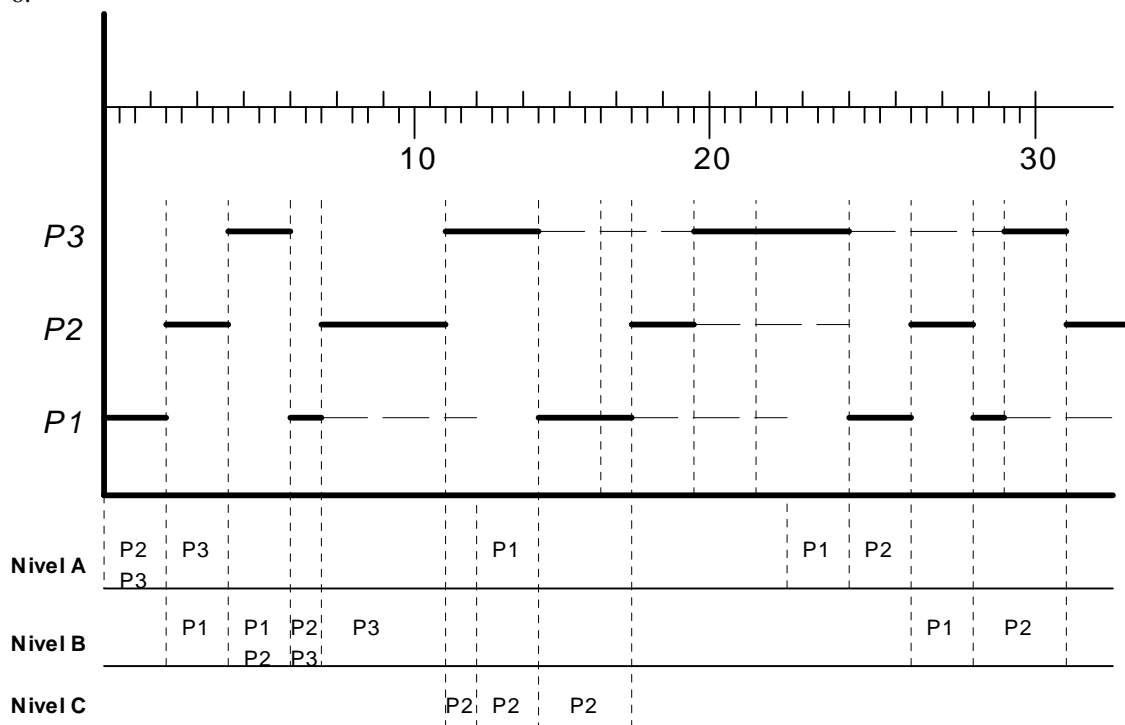 10 20 30
P3
P2
P1
P2 P3 P1 P1 P2
Nivel A
P3
P1 P1 P2 P3 P1 P2
Nivel B
P2 P3
Nivel C P2 P2 P2